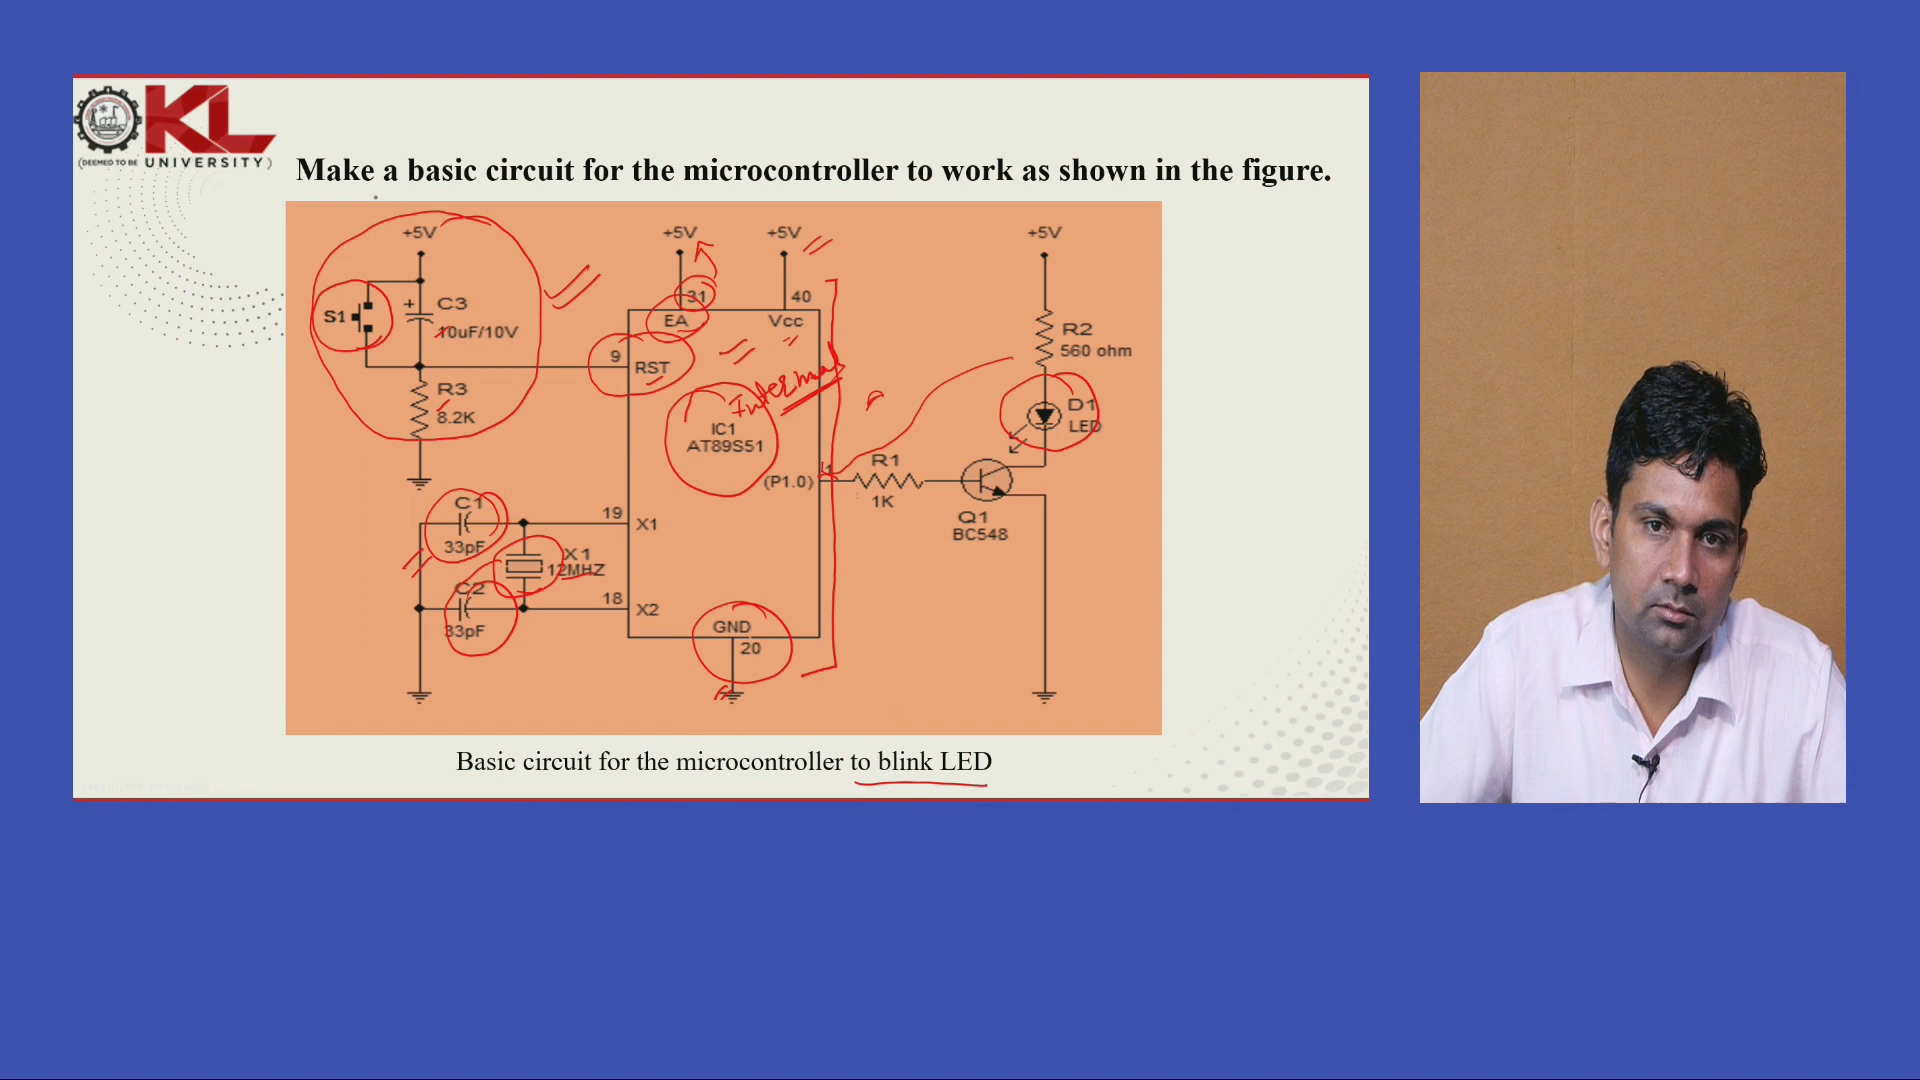 KL
(DEEMED TO BE UNIVERSITY)
Make a basic circuit for the microcontroller to work as shown in the figure.
+5V
+5V
+5V
+5V
S1
C3
10uF/10V
31
40
EA
Vcc
9
RST
R3
8.2K
Internal
IC1
AT89S51
(P1.0)
1
R1
1K
R2
560 ohm
D1
LED
Q1
BC548
C1
33pF
19
X1
X1
12MHZ
C2
33pF
18
X2
GND
20
Basic circuit for the microcontroller to blink LED